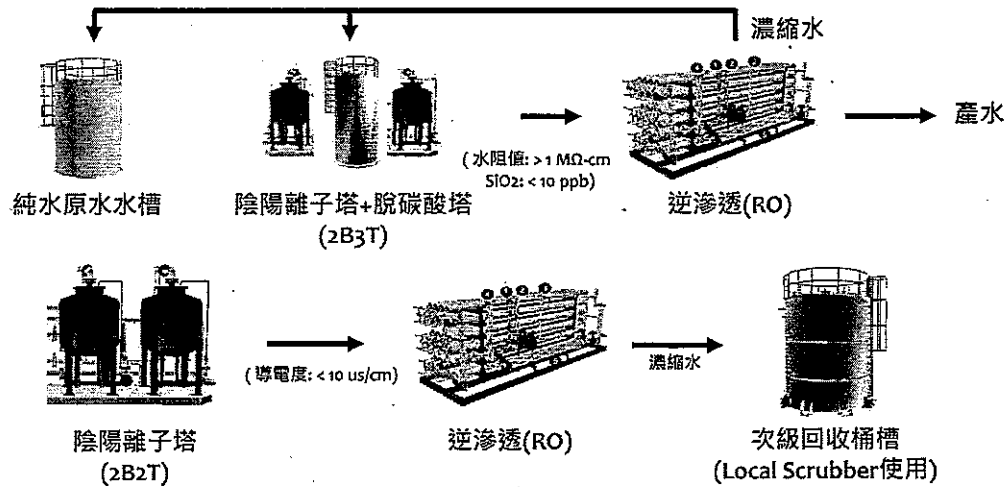 濃縮水
產水
(水阻值: >1 MΩ-cm
SiO2: <10 ppb)
純水原水水槽
陰陽離子塔+脫碳酸塔
(2B3T)
逆滲透(RO)
(導電度: <10 us/cm)
濃縮水
陰陽離子塔
(2B2T)
逆滲透(RO)
次級回收桶槽
(Local Scrubber使用)